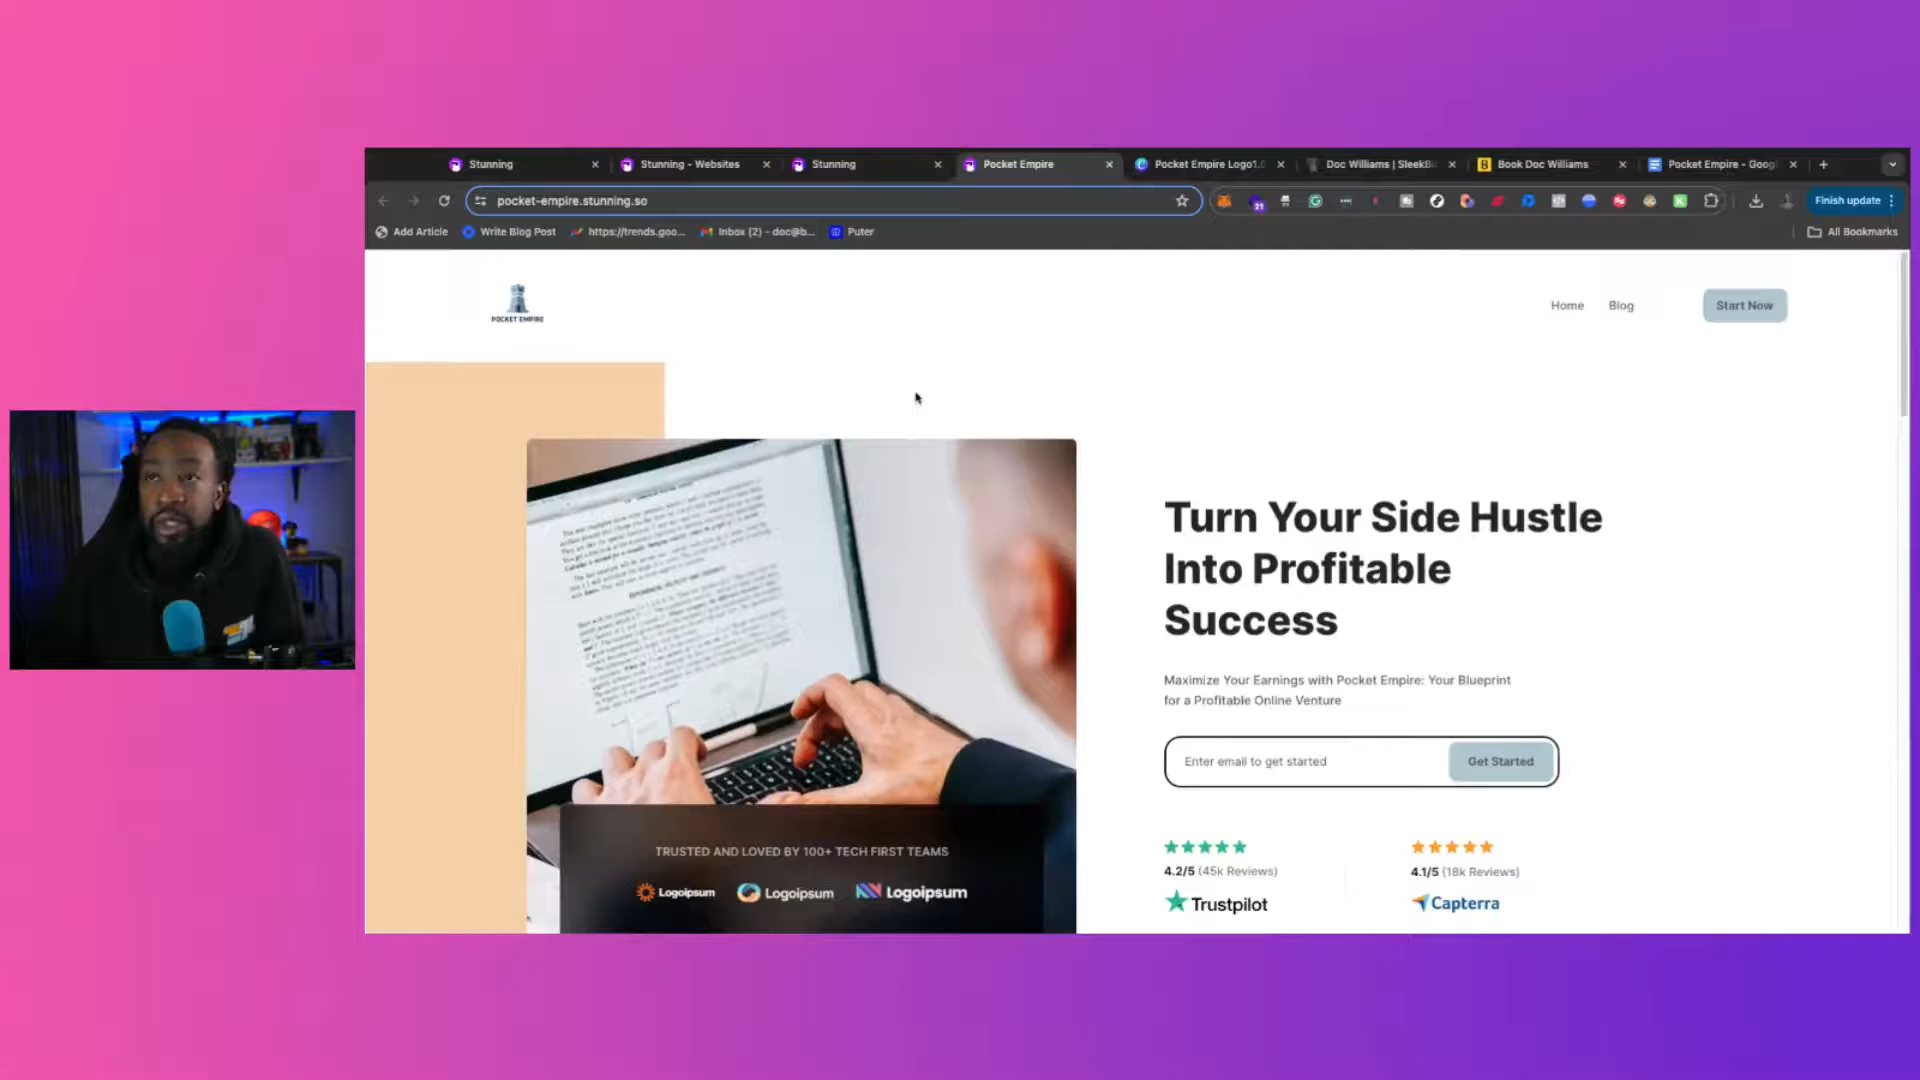 Stunning
Stunning - Websites
Stunning
Pocket Empire
Pocket Empire Logo1.
Doc Williams | SleekB
Book Doc Williams
Pocket Empire - Goog
pocket-empire.stunning.so
21
Finish update
Add Article
Write Blog Post
https://trends.goo...
Inbox (2) - doc@b...
Puter
All Bookmarks
POCKET EMPIRE
Home
Blog
Start Now
Turn Your Side Hustle
Into Profitable
Success
Maximize Your Earnings with Pocket Empire: Your Blueprint
for a Profitable Online Venture
Enter email to get started
Get Started
TRUSTED AND LOVED BY 100+ TECH FIRST TEAMS
Logoipsum
Logoipsum
Logoipsum
4.2/5 (45k Reviews)
4.1/5 (18k Reviews)
Trustpilot
Capterra